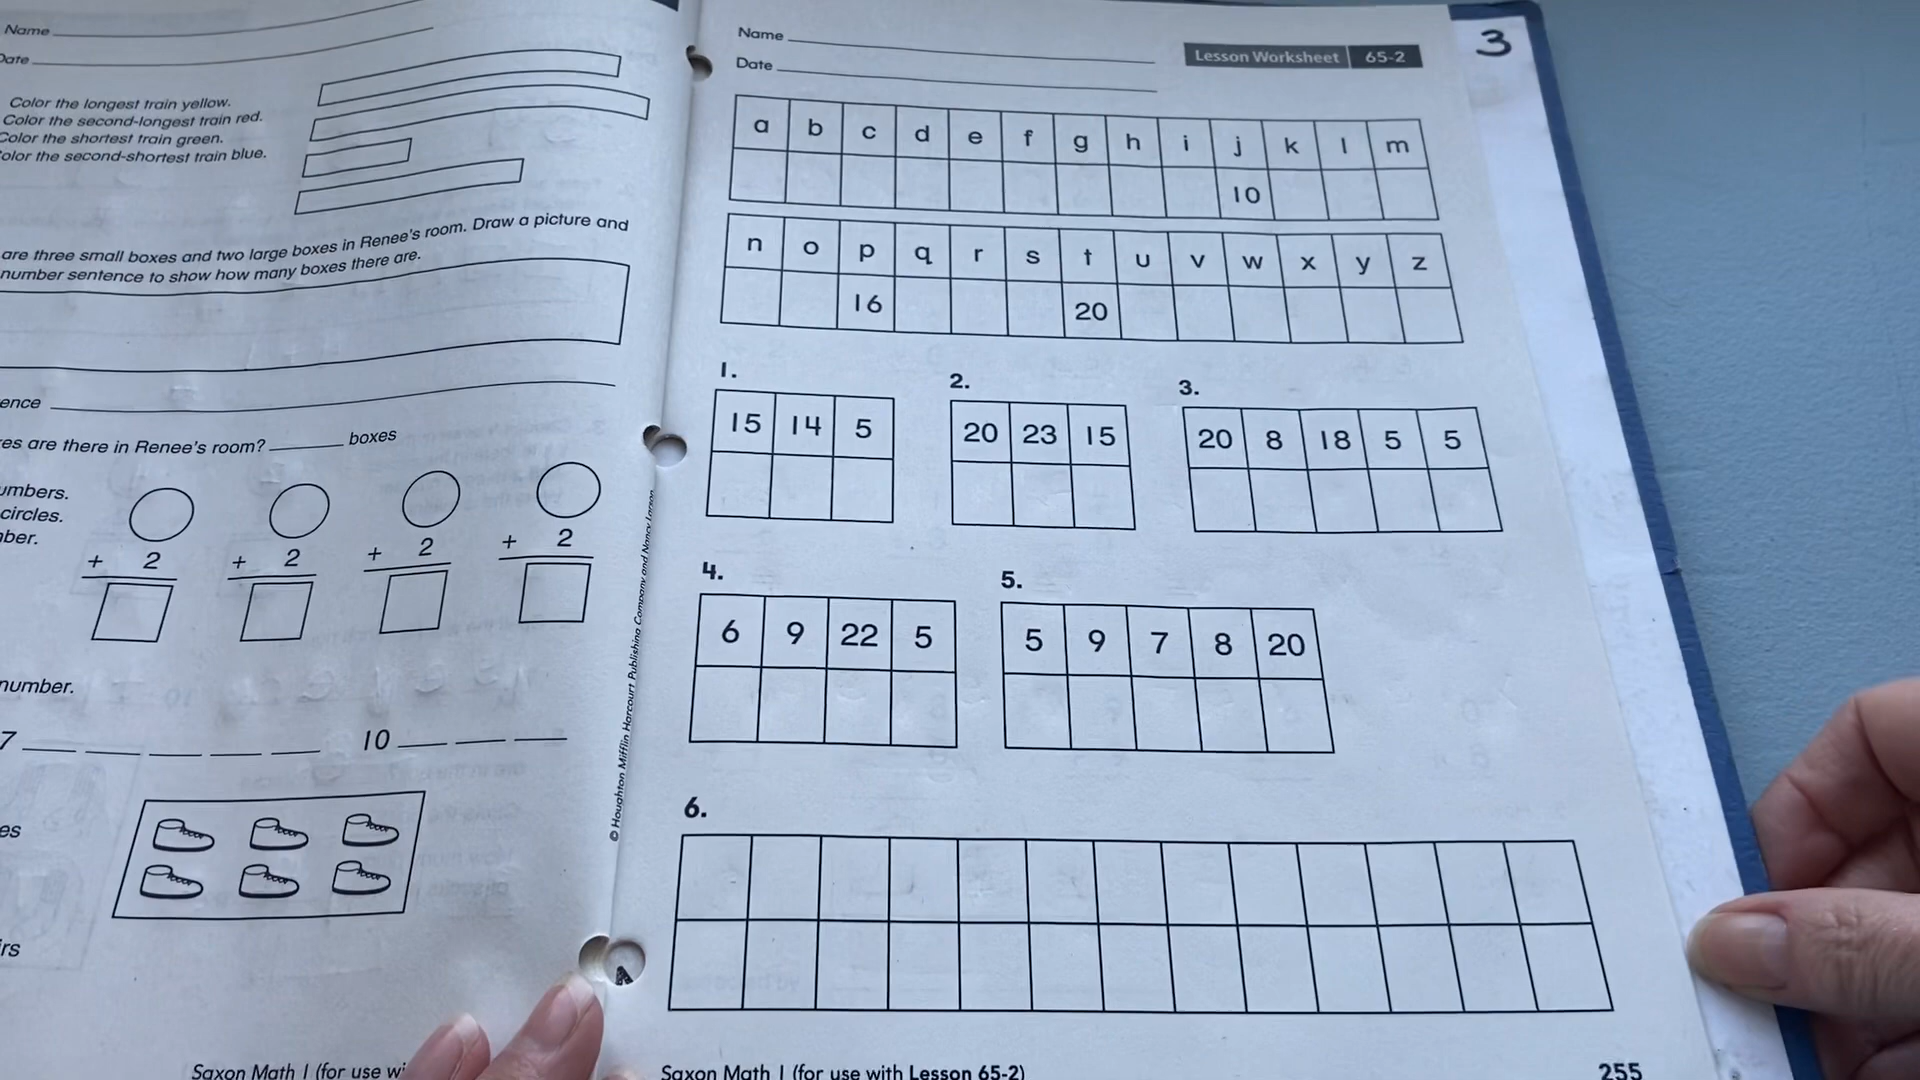 Name
Date
Color the longest train yellow.
Color the second-longest train red.
Color the shortest train green.
Color the second-shortest train blue.
are three small boxes and two large boxes in Renee's room. Draw a picture and
number sentence to show how many boxes there are.
ence
es are there in Renee's room? boxes
umbers.
circles.
ber.
+ 2 + 2 + 2 + 2
number.
7 10
es
irs
Saxon Math 1 (for use wi
© Houghton Mifflin Harcourt Publishing Company and Nancy Larson
Name
Date
Lesson Worksheet 65-2
3
a b c d e f g h i j k l m
10
n o p q r s t u v w x y z
16 20
1.
15 14 5
2.
20 23 15
3.
20 8 18 5 5
4.
6 9 22 5
5.
5 9 7 8 20
6.
Saxon Math 1 (for use with Lesson 65-2)
255